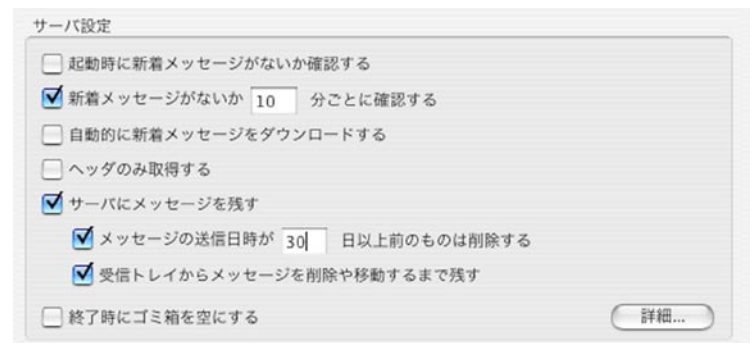 サーバ設定
起動時に新着メッセージがないか確認する
新着メッセージがないか 10 分ごとに確認する
自動的に新着メッセージをダウンロードする
ヘッダのみ取得する
サーバにメッセージを残す
メッセージの送信日時が 30 日以上前のものは削除する
受信トレイからメッセージを削除や移動するまで残す
終了時にゴミ箱を空にする 詳細...